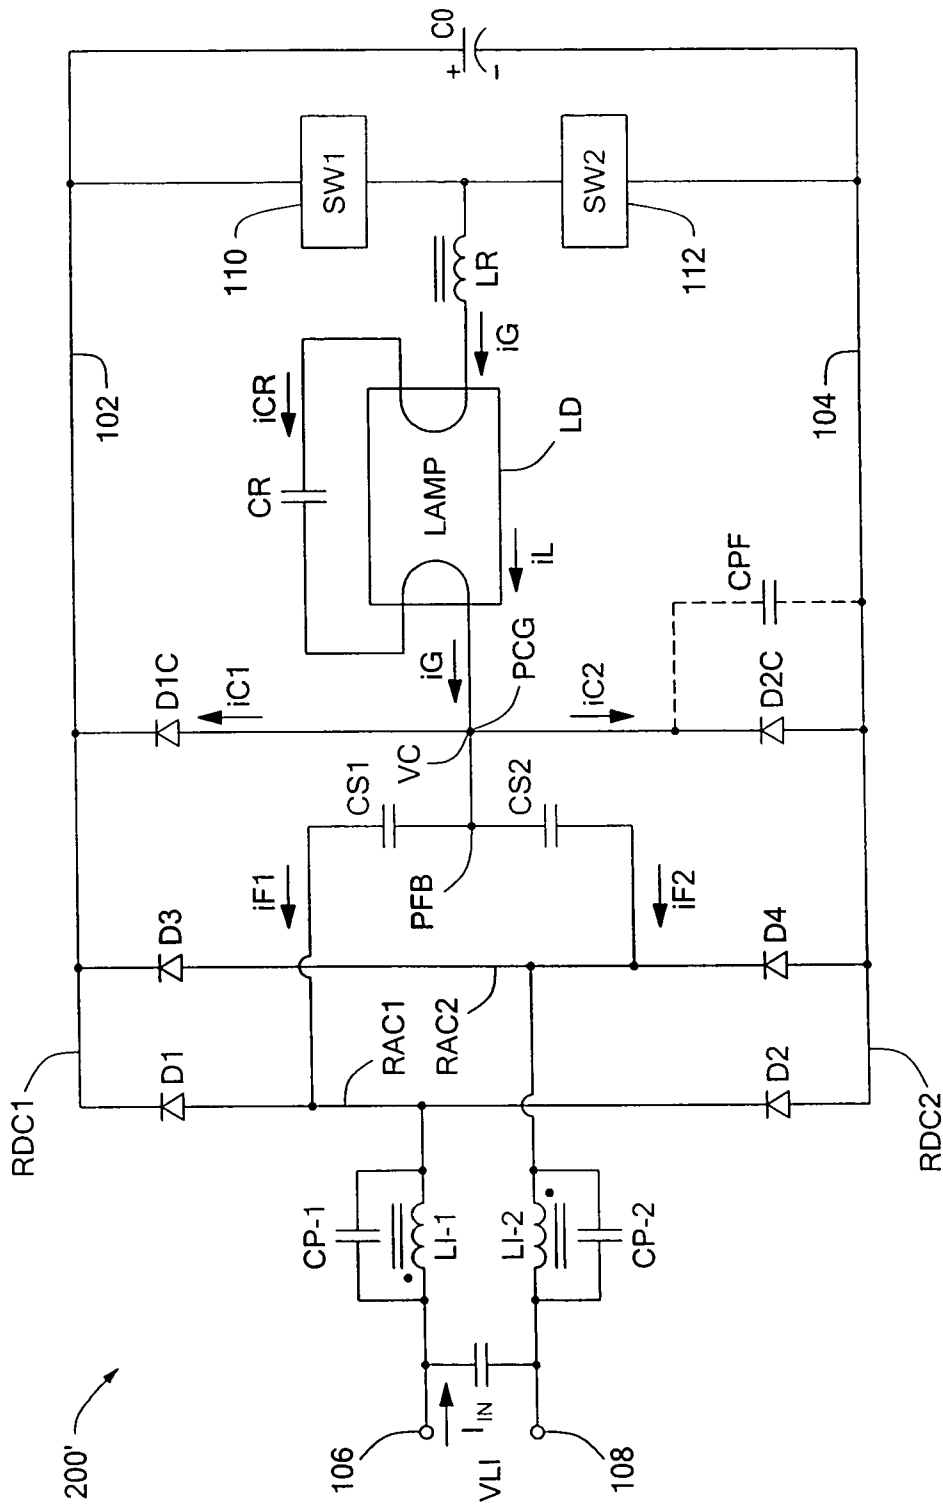 200'
RDC1
102
D1
D3
D1C
iC1
110
SW1
C0
+
-
CP-1
LI-1
RAC1
RAC2
iF1
CS1
CR
iCR
106
I IN
VLI
108
LI-2
CP-2
PFB
VC
PCG
iG
LAMP
iL
LD
iG
LR
CS2
iF2
iC2
CPF
SW2
112
D2
D4
D2C
104
RDC2